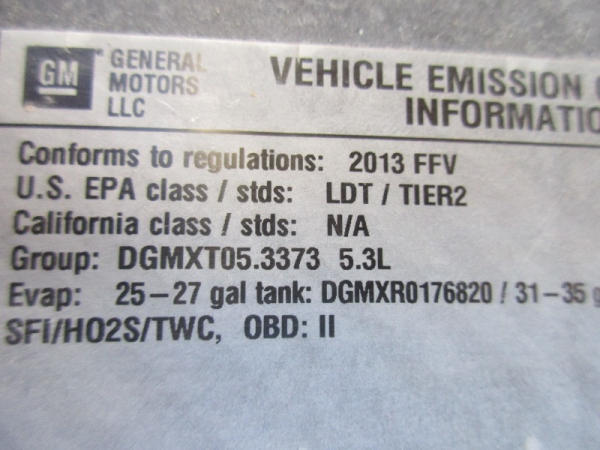 GM GENERAL MOTORS LLC
VEHICLE EMISSION
INFORMATIO
Conforms to regulations: 2013 FFV
U.S. EPA class / stds: LDT / TIER2
California class / stds: N/A
Group: DGMXT05.3373 5.3L
Evap: 25-27 gal tank: DGMXR0176820 / 31-35 g
SFI/HO2S/TWC, OBD: II